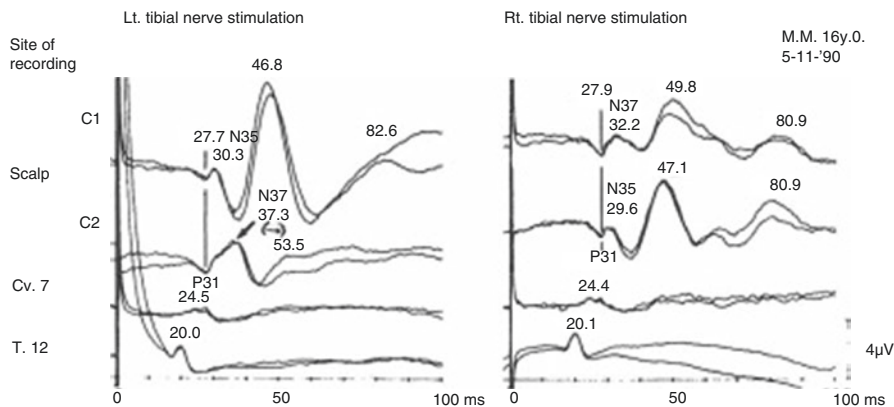 Lt. tibial nerve stimulation
Rt. tibial nerve stimulation
M.M. 16y.0.
5-11-'90
Site of
recording
C1
Scalp
C2
Cv. 7
T. 12
46.8
27.7 N35
30.3
82.6
N37
37.3
(→)
53.5
P31
24.5
20.0
0
50
100 ms
27.9
N37
32.2
49.8
80.9
N35
29.6
47.1
80.9
P31
24.4
20.1
4µV
0
50
100 ms